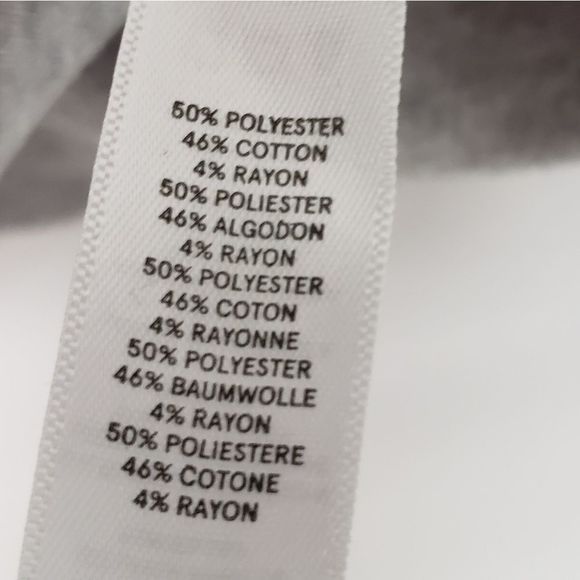 50% POLYESTER
46% COTTON
4% RAYON
50% POLIESTER
46% ALGODON
4% RAYON
50% POLYESTER
46% COTON
4% RAYONNE
50% POLYESTER
46% BAUMWOLLE
4% RAYON
50% POLIESTERE
46% COTONE
4% RAYON